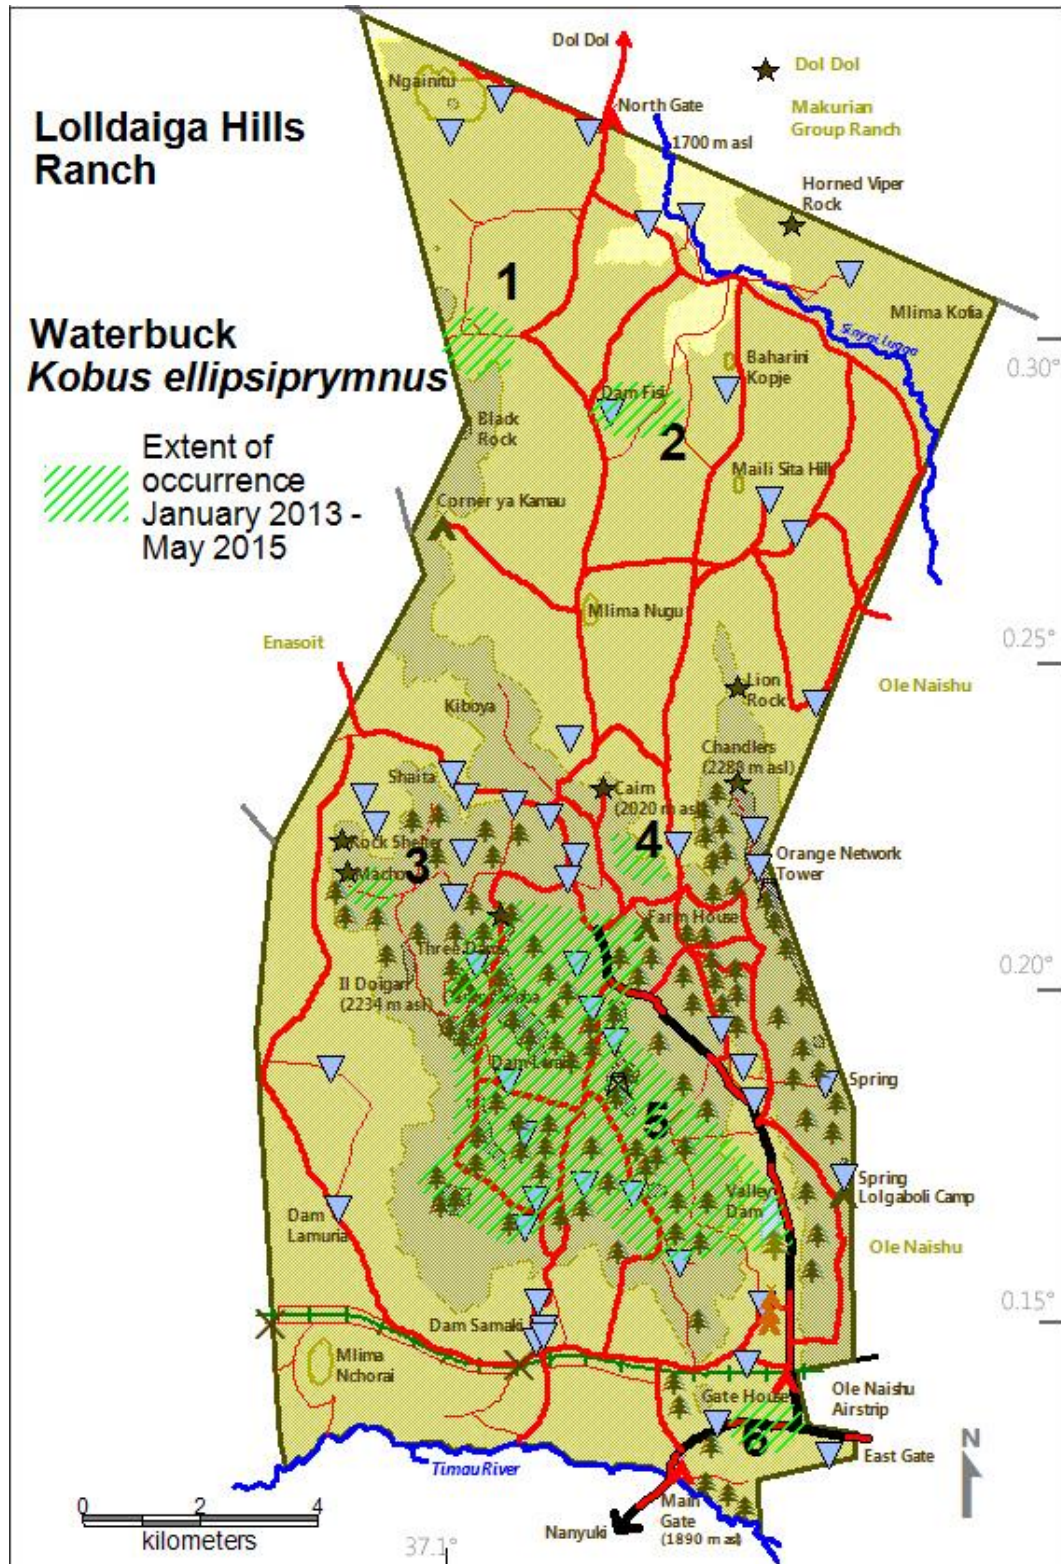 Dol Dol
Dol Dol
Ngainitu
North Gate
Makurian
Group Ranch
Lolldaiga Hills
Ranch
1700 m asl
Horned Viper
Rock
1
Mlima Kofia
Waterbuck
Kobus ellipsiprymnus
Sinyai Lugga
0.30°
Baharini
Kopje
Dam Fisi
Black
Rock
2
Extent of
occurrence
January 2013 -
May 2015
Maili Sita Hill
Corner ya Kamau
Mlima Nugu
0.25°
Enasoit
Lion
Rock
Ole Naishu
Kiboya
Chandlers
(2288 m asl)
Shaita
Cairn
(2020 m asl)
Rock Shelter
4
3
Orange Network
Tower
Farm House
Three Dams
0.20°
Il Doigan
(2234 m asl)
Spring
5
Valley
Dam
Spring
Lolgaboli Camp
Dam
Lamuria
Ole Naishu
0.15°
Dam Samaki
Mlima
Nchorai
Gate House
Ole Naishu
Airstrip
6
East Gate
N
Timau River
0 2 4
kilometers
Main
Gate
(1890 m asl)
Nanyuki
37.1°